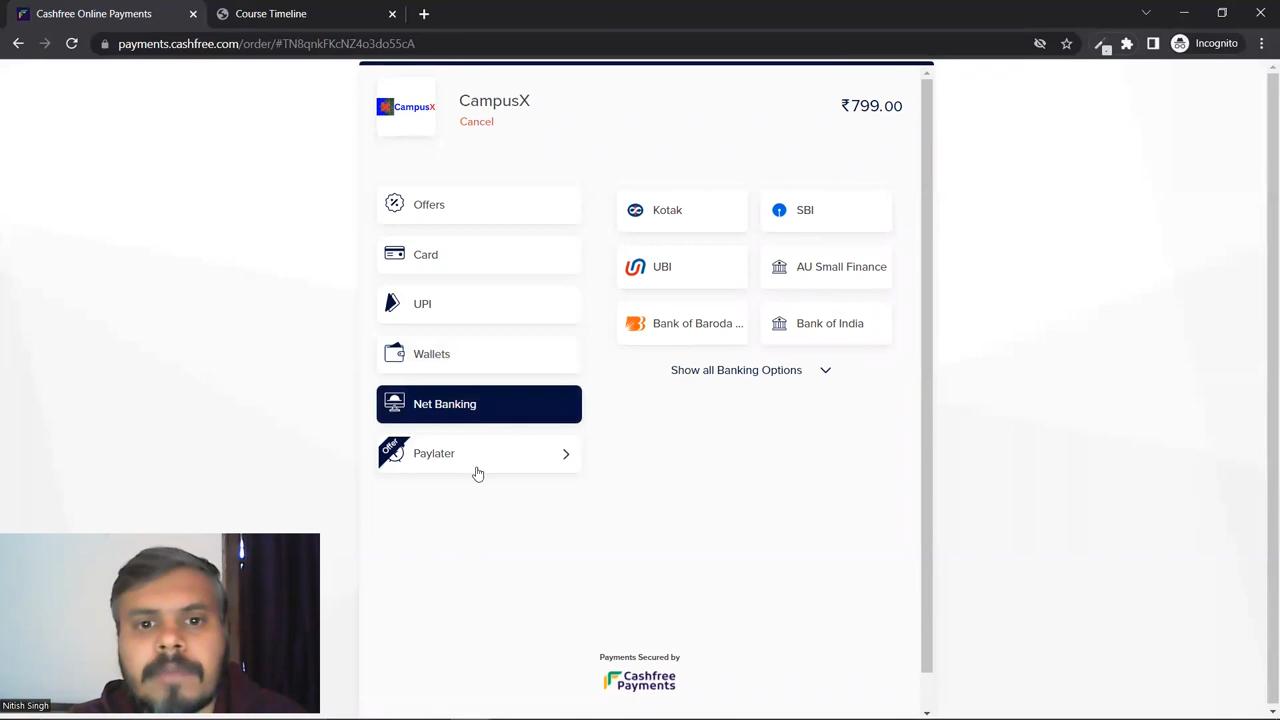 Cashfree Online Payments
Course Timeline
payments.cashfree.com/order/#TN8qnkFKcNZ4o3do55cA
Incognito
CampusX
CampusX
Cancel
₹799.00
Offers
Card
UPI
Wallets
Net Banking
Offer
Paylater
Kotak
SBI
UBI
AU Small Finance
Bank of Baroda ...
Bank of India
Show all Banking Options
Payments Secured by
Cashfree
Payments
Nitish Singh